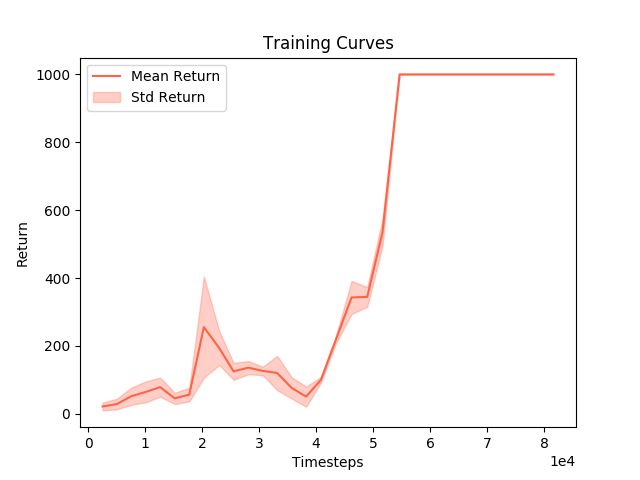 Training Curves
Mean Return
Std Return
1000
800
600
400
200
0
Return
0 1 2 3 4 5 6 7 8
1e4
Timesteps